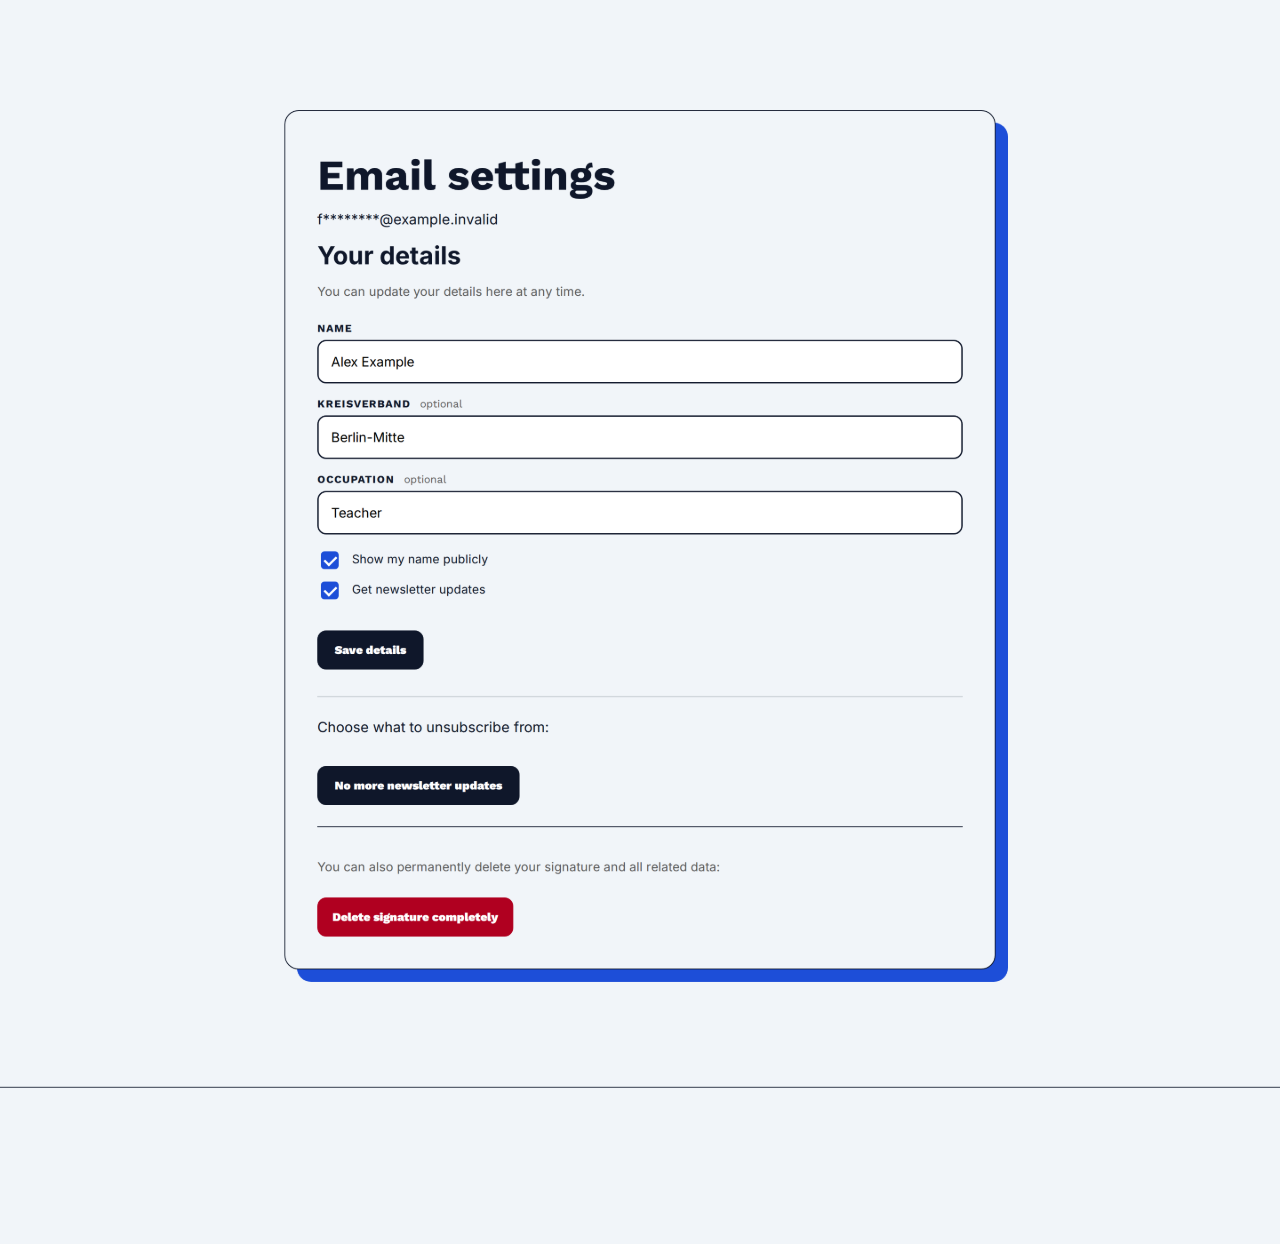 Email settings
f********@example.invalid
Your details
You can update your details here at any time.
NAME
Alex Example
KREISVERBAND optional
Berlin-Mitte
OCCUPATION optional
Teacher
Show my name publicly
Get newsletter updates
Save details
Choose what to unsubscribe from:
No more newsletter updates
You can also permanently delete your signature and all related data:
Delete signature completely